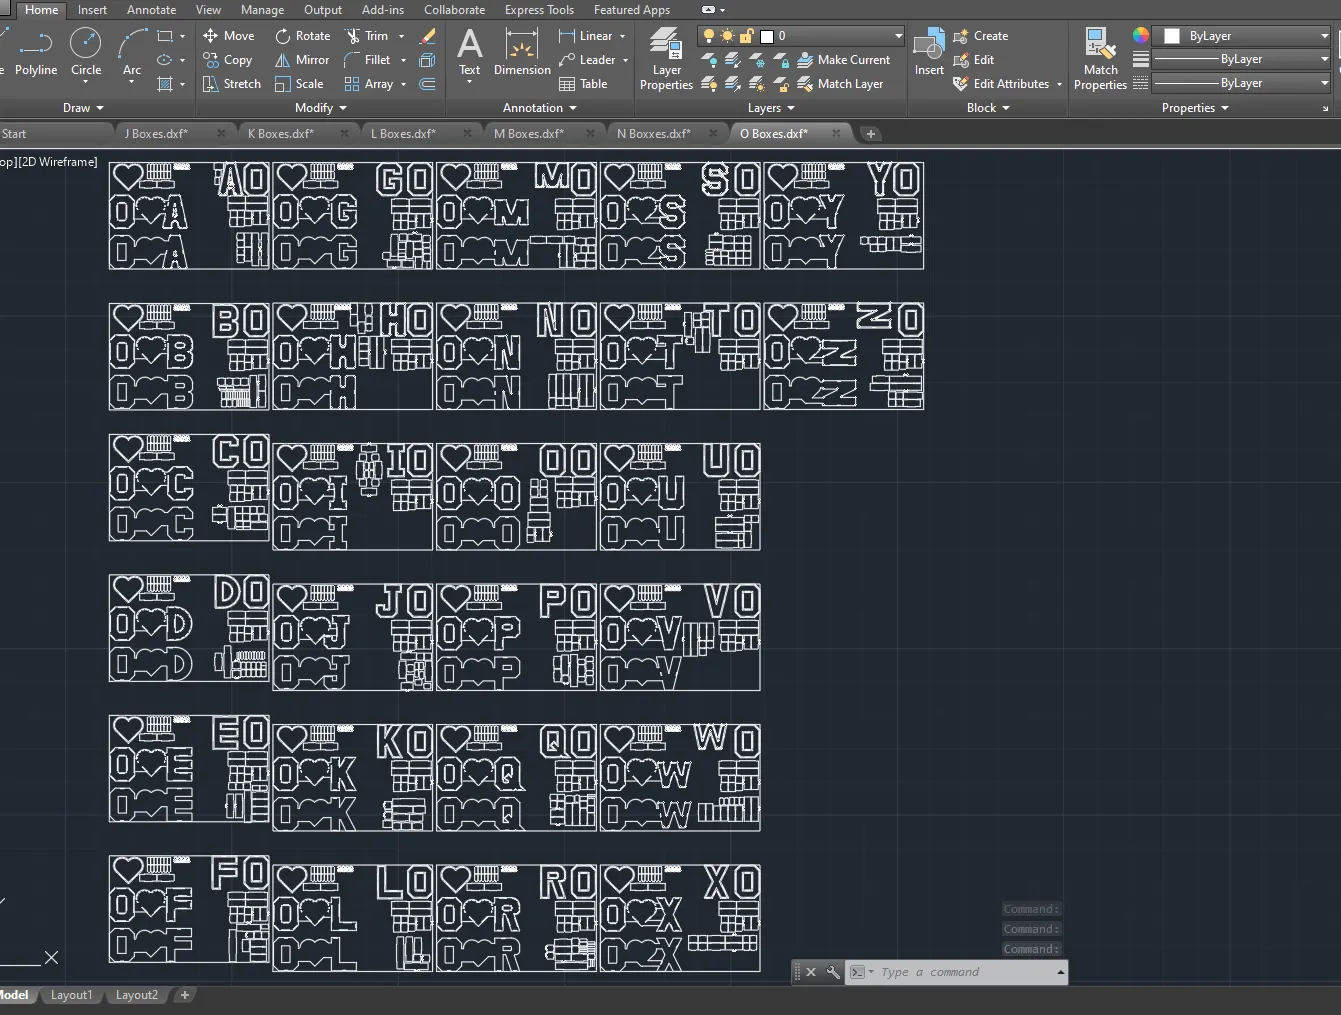 Home Insert Annotate View Manage Output Add-ins Collaborate Express Tools Featured Apps
Polyline Circle Arc
Move Rotate Trim
Copy Mirror Fillet
Stretch Scale Array
Text Dimension
Linear
Leader
Table
Layer Properties
0
Make Current
Match Layer
Insert
Create
Edit
Edit Attributes
Match Properties
ByLayer
ByLayer
ByLayer
Draw Modify Annotation Layers Block Properties
Start J Boxes.dxf* K Boxes.dxf* L Boxes.dxf* M Boxes.dxf* N Boxxes.dxf* O Boxes.dxf*
op][2D Wireframe]
AO GO MO SO YO
O A O G O M O S O Y
O A O G O M O S O Y
BO HO NO TO ZO
O B O H O N O T O Z
O B O H O N O T O Z
CO IO OO UO
O C O I O O O U
O C O I O O O U
DO JO PO VO
O D O J O P O V
O D O J O P O V
EO KO QO WO
O E O K O Q O W
O E O K O Q O W
FO LO RO XO
O F O L O R O X
O F O L O R O X
Command:
Command:
Command:
X
Type a command
Model Layout1 Layout2 +